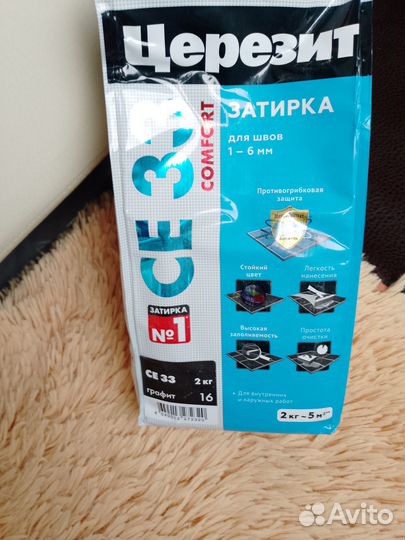 Церезит
CE 33
COMFORT
ЗАТИРКА
для швов
1 – 6 мм
Противогрибковая
защита
Стойкий
цвет
Легкость
нанесения
Высокая
заполняемость
Простота
очистки
ЗАТИРКА
№1
CE 33
2 кг
графит
16
• Для внутренних
и наружных работ
2 кг ~ 5 м²
Avito